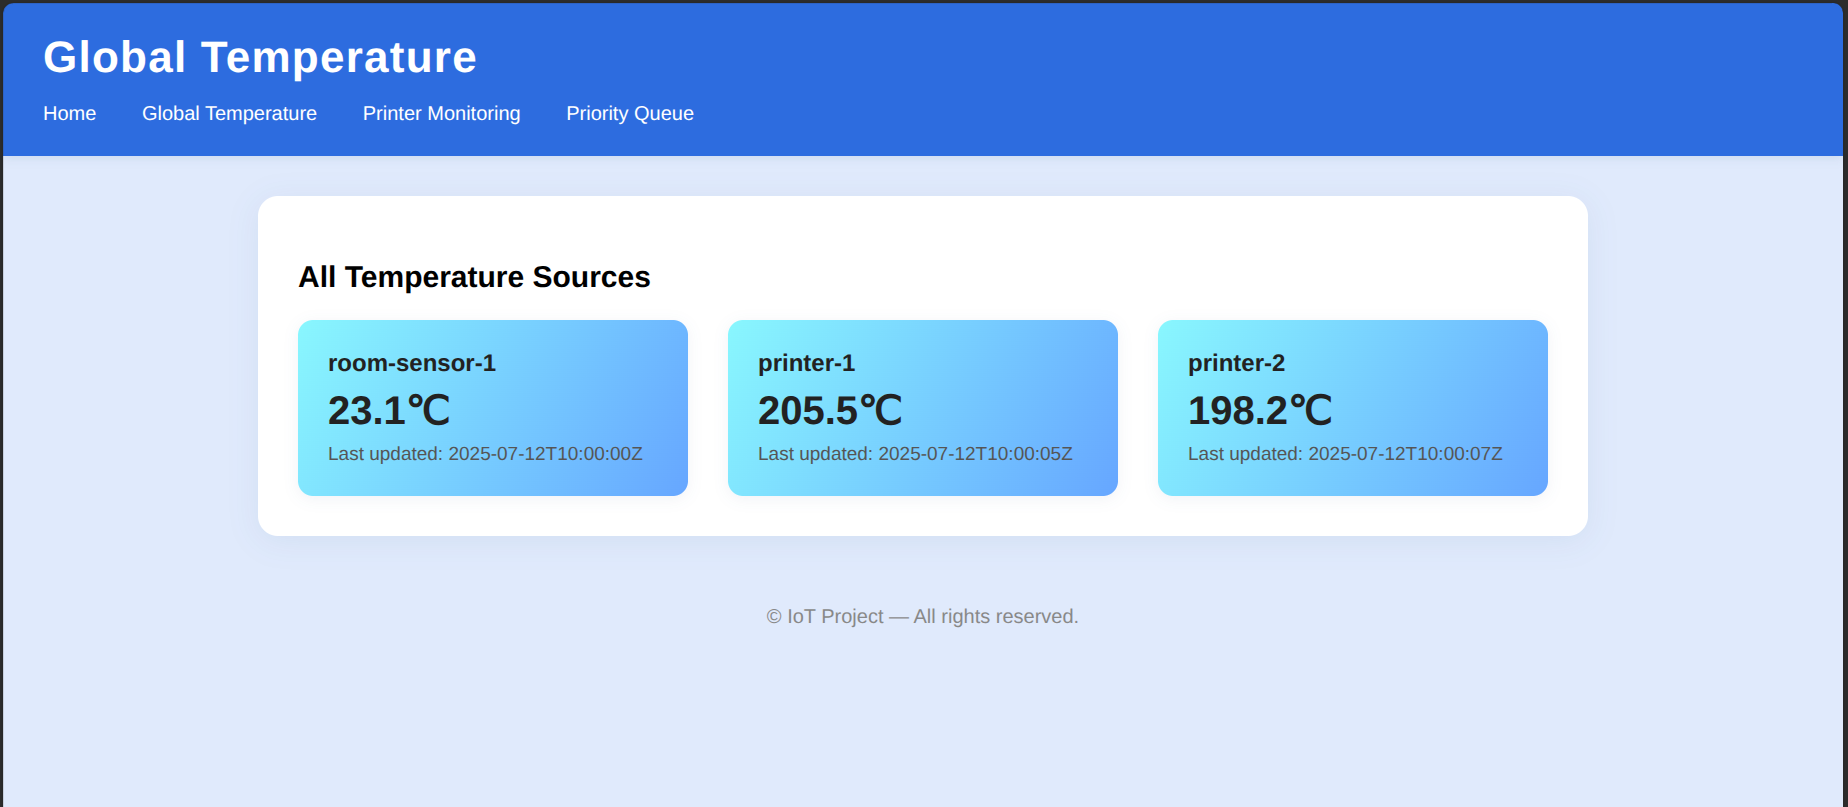 Global Temperature
Home Global Temperature Printer Monitoring Priority Queue
All Temperature Sources
room-sensor-1
23.1℃
Last updated: 2025-07-12T10:00:00Z
printer-1
205.5℃
Last updated: 2025-07-12T10:00:05Z
printer-2
198.2℃
Last updated: 2025-07-12T10:00:07Z
© IoT Project — All rights reserved.